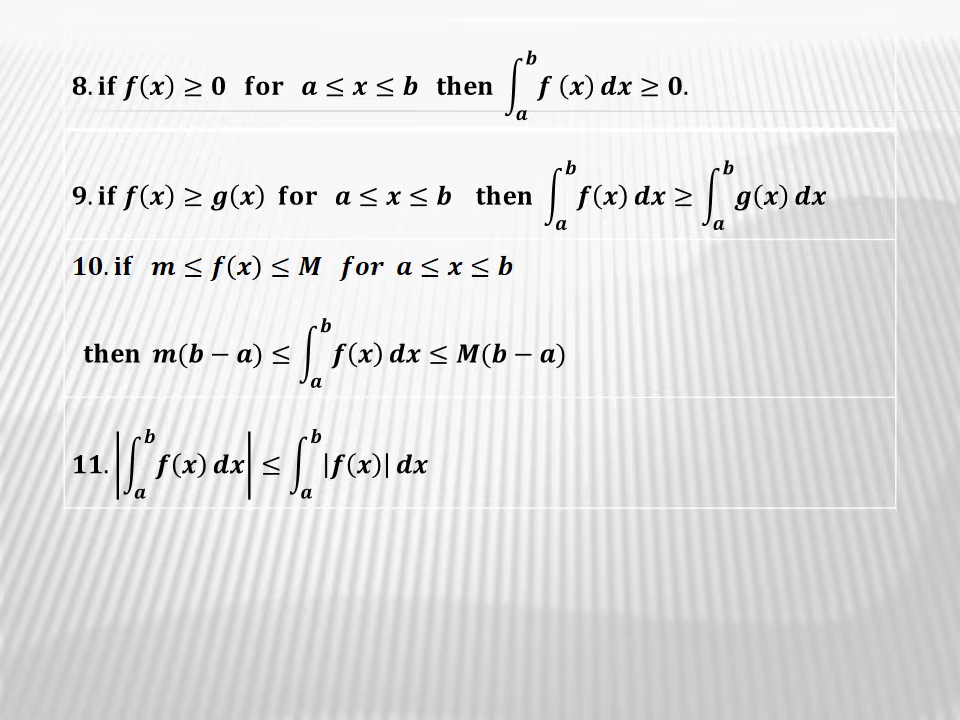 8. if f(x) ≥ 0 for a ≤ x ≤ b then ∫_a^b f (x) dx ≥ 0.
9. if f(x) ≥ g(x) for a ≤ x ≤ b then ∫_a^b f(x) dx ≥ ∫_a^b g(x) dx
10. if m ≤ f(x) ≤ M for a ≤ x ≤ b
then m(b − a) ≤ ∫_a^b f(x) dx ≤ M(b − a)
11. |∫_a^b f(x) dx| ≤ ∫_a^b |f(x)| dx